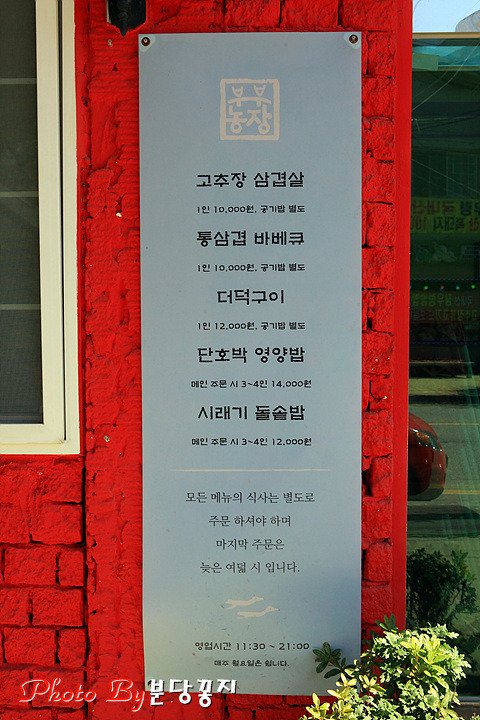 부부
농장
고추장 삼겹살
1인 10,000원, 공기밥 별도
통삼겹 바베큐
1인 10,000원, 공기밥 별도
더덕구이
1인 12,000원, 공기밥 별도
단호박 영양밥
메인 주문 시 3~4인 14,000원
시래기 돌솥밥
메인 주문 시 3~4인 12,000원
모든 메뉴의 식사는 별도로
주문 하셔야 하며
마지막 주문은
늦은 여덟 시 입니다.
영업시간 11:30 ~ 21:00
매주 월요일은 쉽니다.
Photo By 분당꽁지